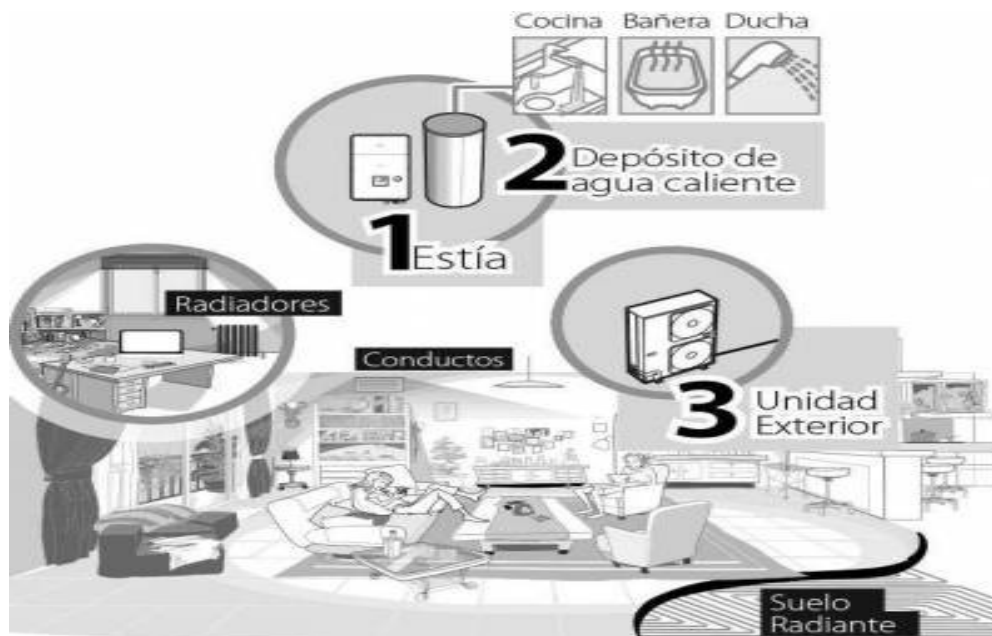 Cocina Bañera Ducha
2 Depósito de
agua caliente
1 Estía
Radiadores
Conductos
3 Unidad
Exterior
Suelo
Radiante